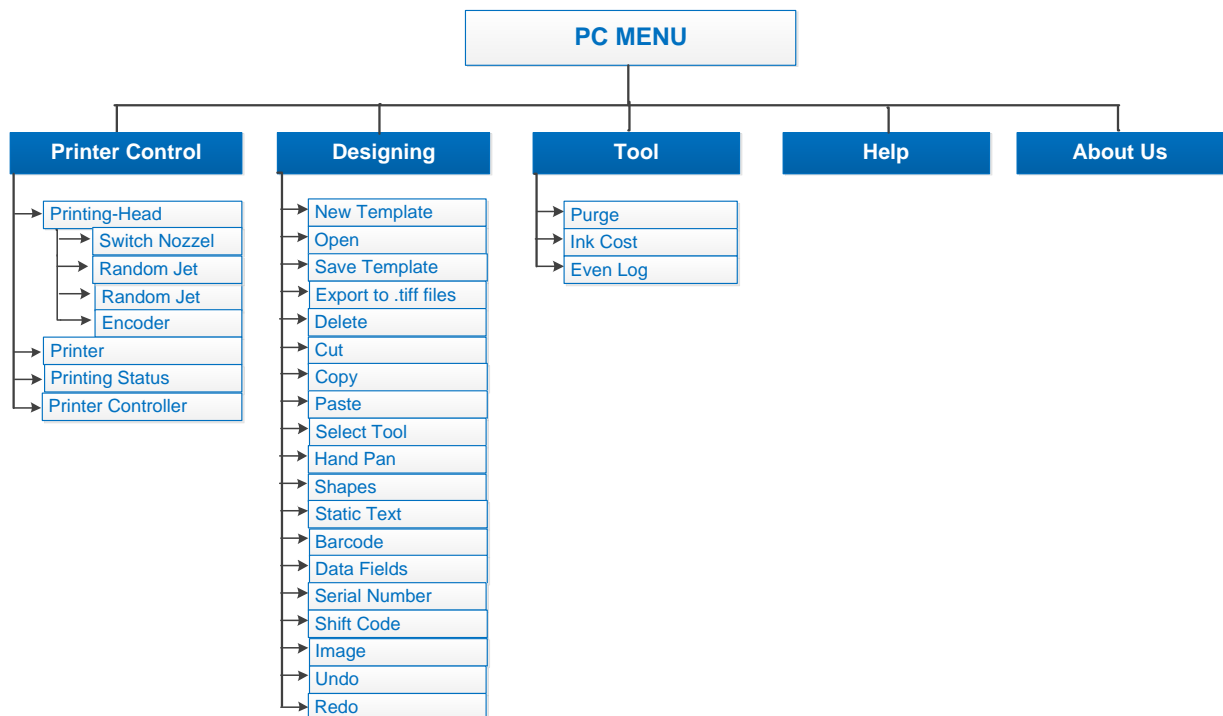 PC MENU
Printer Control
Designing
Tool
Help
About Us
Printing-Head
Switch Nozzel
Random Jet
Random Jet
Encoder
Printer
Printing Status
Printer Controller
New Template
Open
Save Template
Export to .tiff files
Delete
Cut
Copy
Paste
Select Tool
Hand Pan
Shapes
Static Text
Barcode
Data Fields
Serial Number
Shift Code
Image
Undo
Redo
Purge
Ink Cost
Even Log